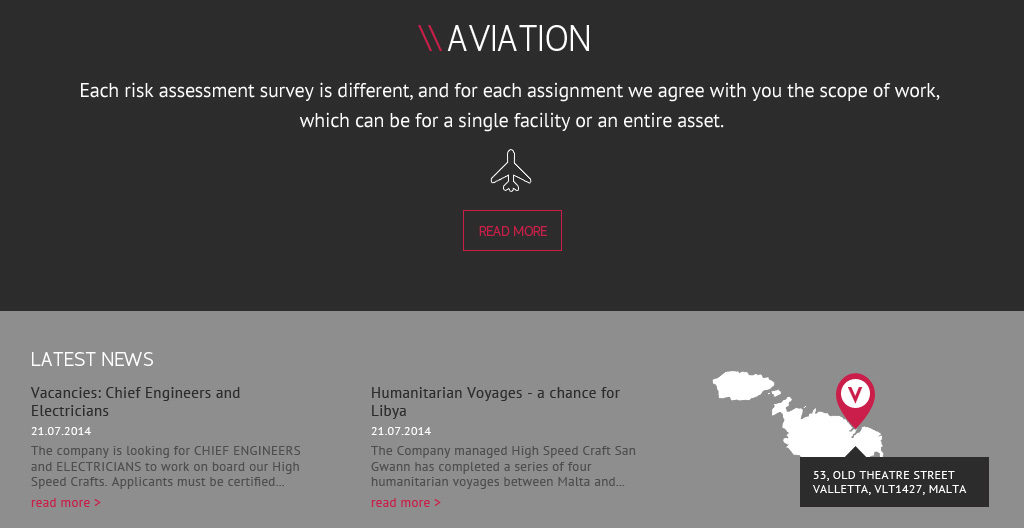 \\ AVIATION
Each risk assessment survey is different, and for each assignment we agree with you the scope of work,
which can be for a single facility or an entire asset.
READ MORE
LATEST NEWS
Vacancies: Chief Engineers and
Electricians
21.07.2014
The company is looking for CHIEF ENGINEERS
and ELECTRICIANS to work on board our High
Speed Crafts. Applicants must be certified...
read more >
Humanitarian Voyages - a chance for
Libya
21.07.2014
The Company managed High Speed Craft San
Gwann has completed a series of four
humanitarian voyages between Malta and...
read more >
V
53, OLD THEATRE STREET
VALLETTA, VLT1427, MALTA